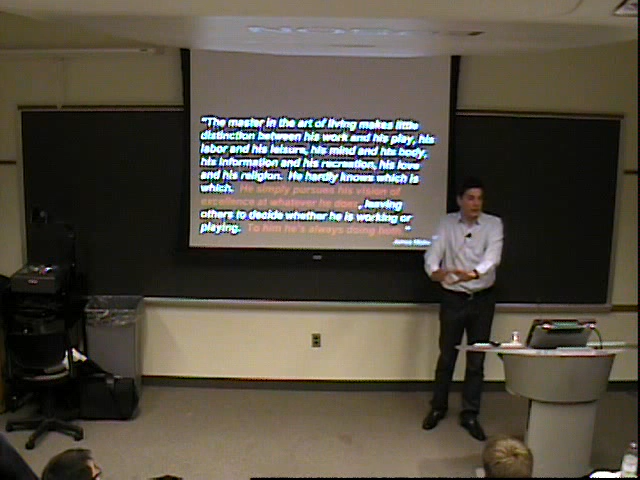 "The master in the art of living makes little
distinction between his work and his play, his
labor and his leisure, his mind and his body,
his information and his recreation, his love
and his religion. He hardly knows which is
which. He simply pursues his vision of
excellence at whatever he does, leaving
others to decide whether he is working or
playing. To him he's always doing both."
James